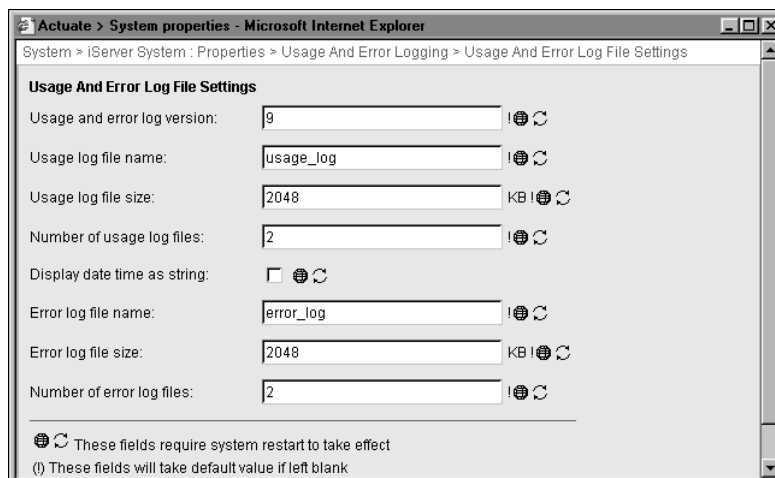 Actuate > System properties - Microsoft Internet Explorer
System > iServer System : Properties > Usage And Error Logging > Usage And Error Log File Settings
Usage And Error Log File Settings
Usage and error log version: 9 !
Usage log file name: usage_log !
Usage log file size: 2048 KB !
Number of usage log files: 2 !
Display date time as string:
Error log file name: error_log !
Error log file size: 2048 KB !
Number of error log files: 2 !
These fields require system restart to take effect
(!) These fields will take default value if left blank